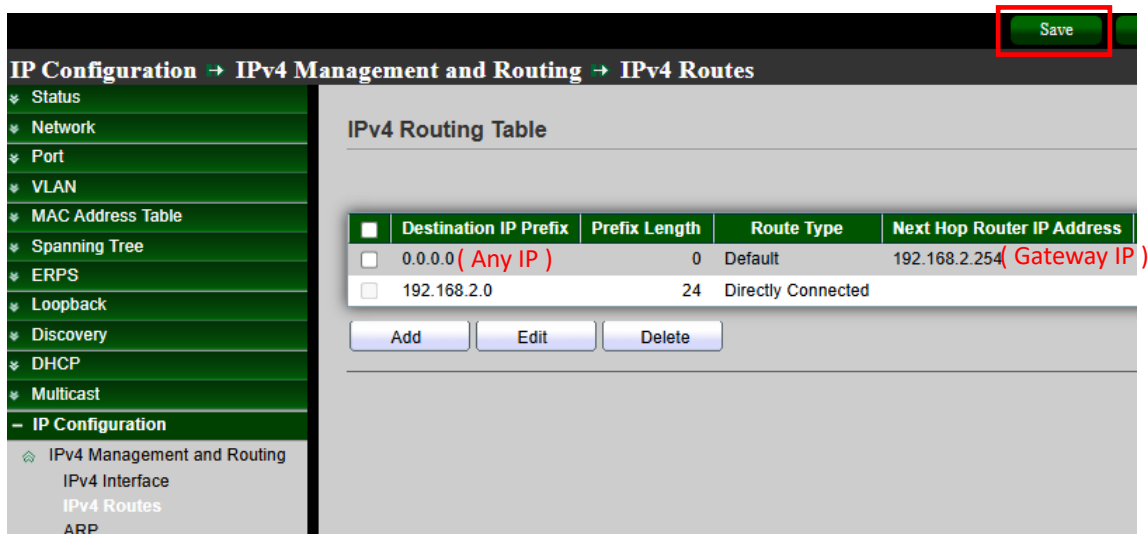 Save
IP Configuration → IPv4 Management and Routing → IPv4 Routes
Status
Network
Port
VLAN
MAC Address Table
Spanning Tree
ERPS
Loopback
Discovery
DHCP
Multicast
IP Configuration
IPv4 Management and Routing
IPv4 Interface
IPv4 Routes
ARP
IPv4 Routing Table
Destination IP Prefix Prefix Length Route Type Next Hop Router IP Address
0.0.0.0 ( Any IP ) 0 Default 192.168.2.254 ( Gateway IP )
192.168.2.0 24 Directly Connected
Add Edit Delete